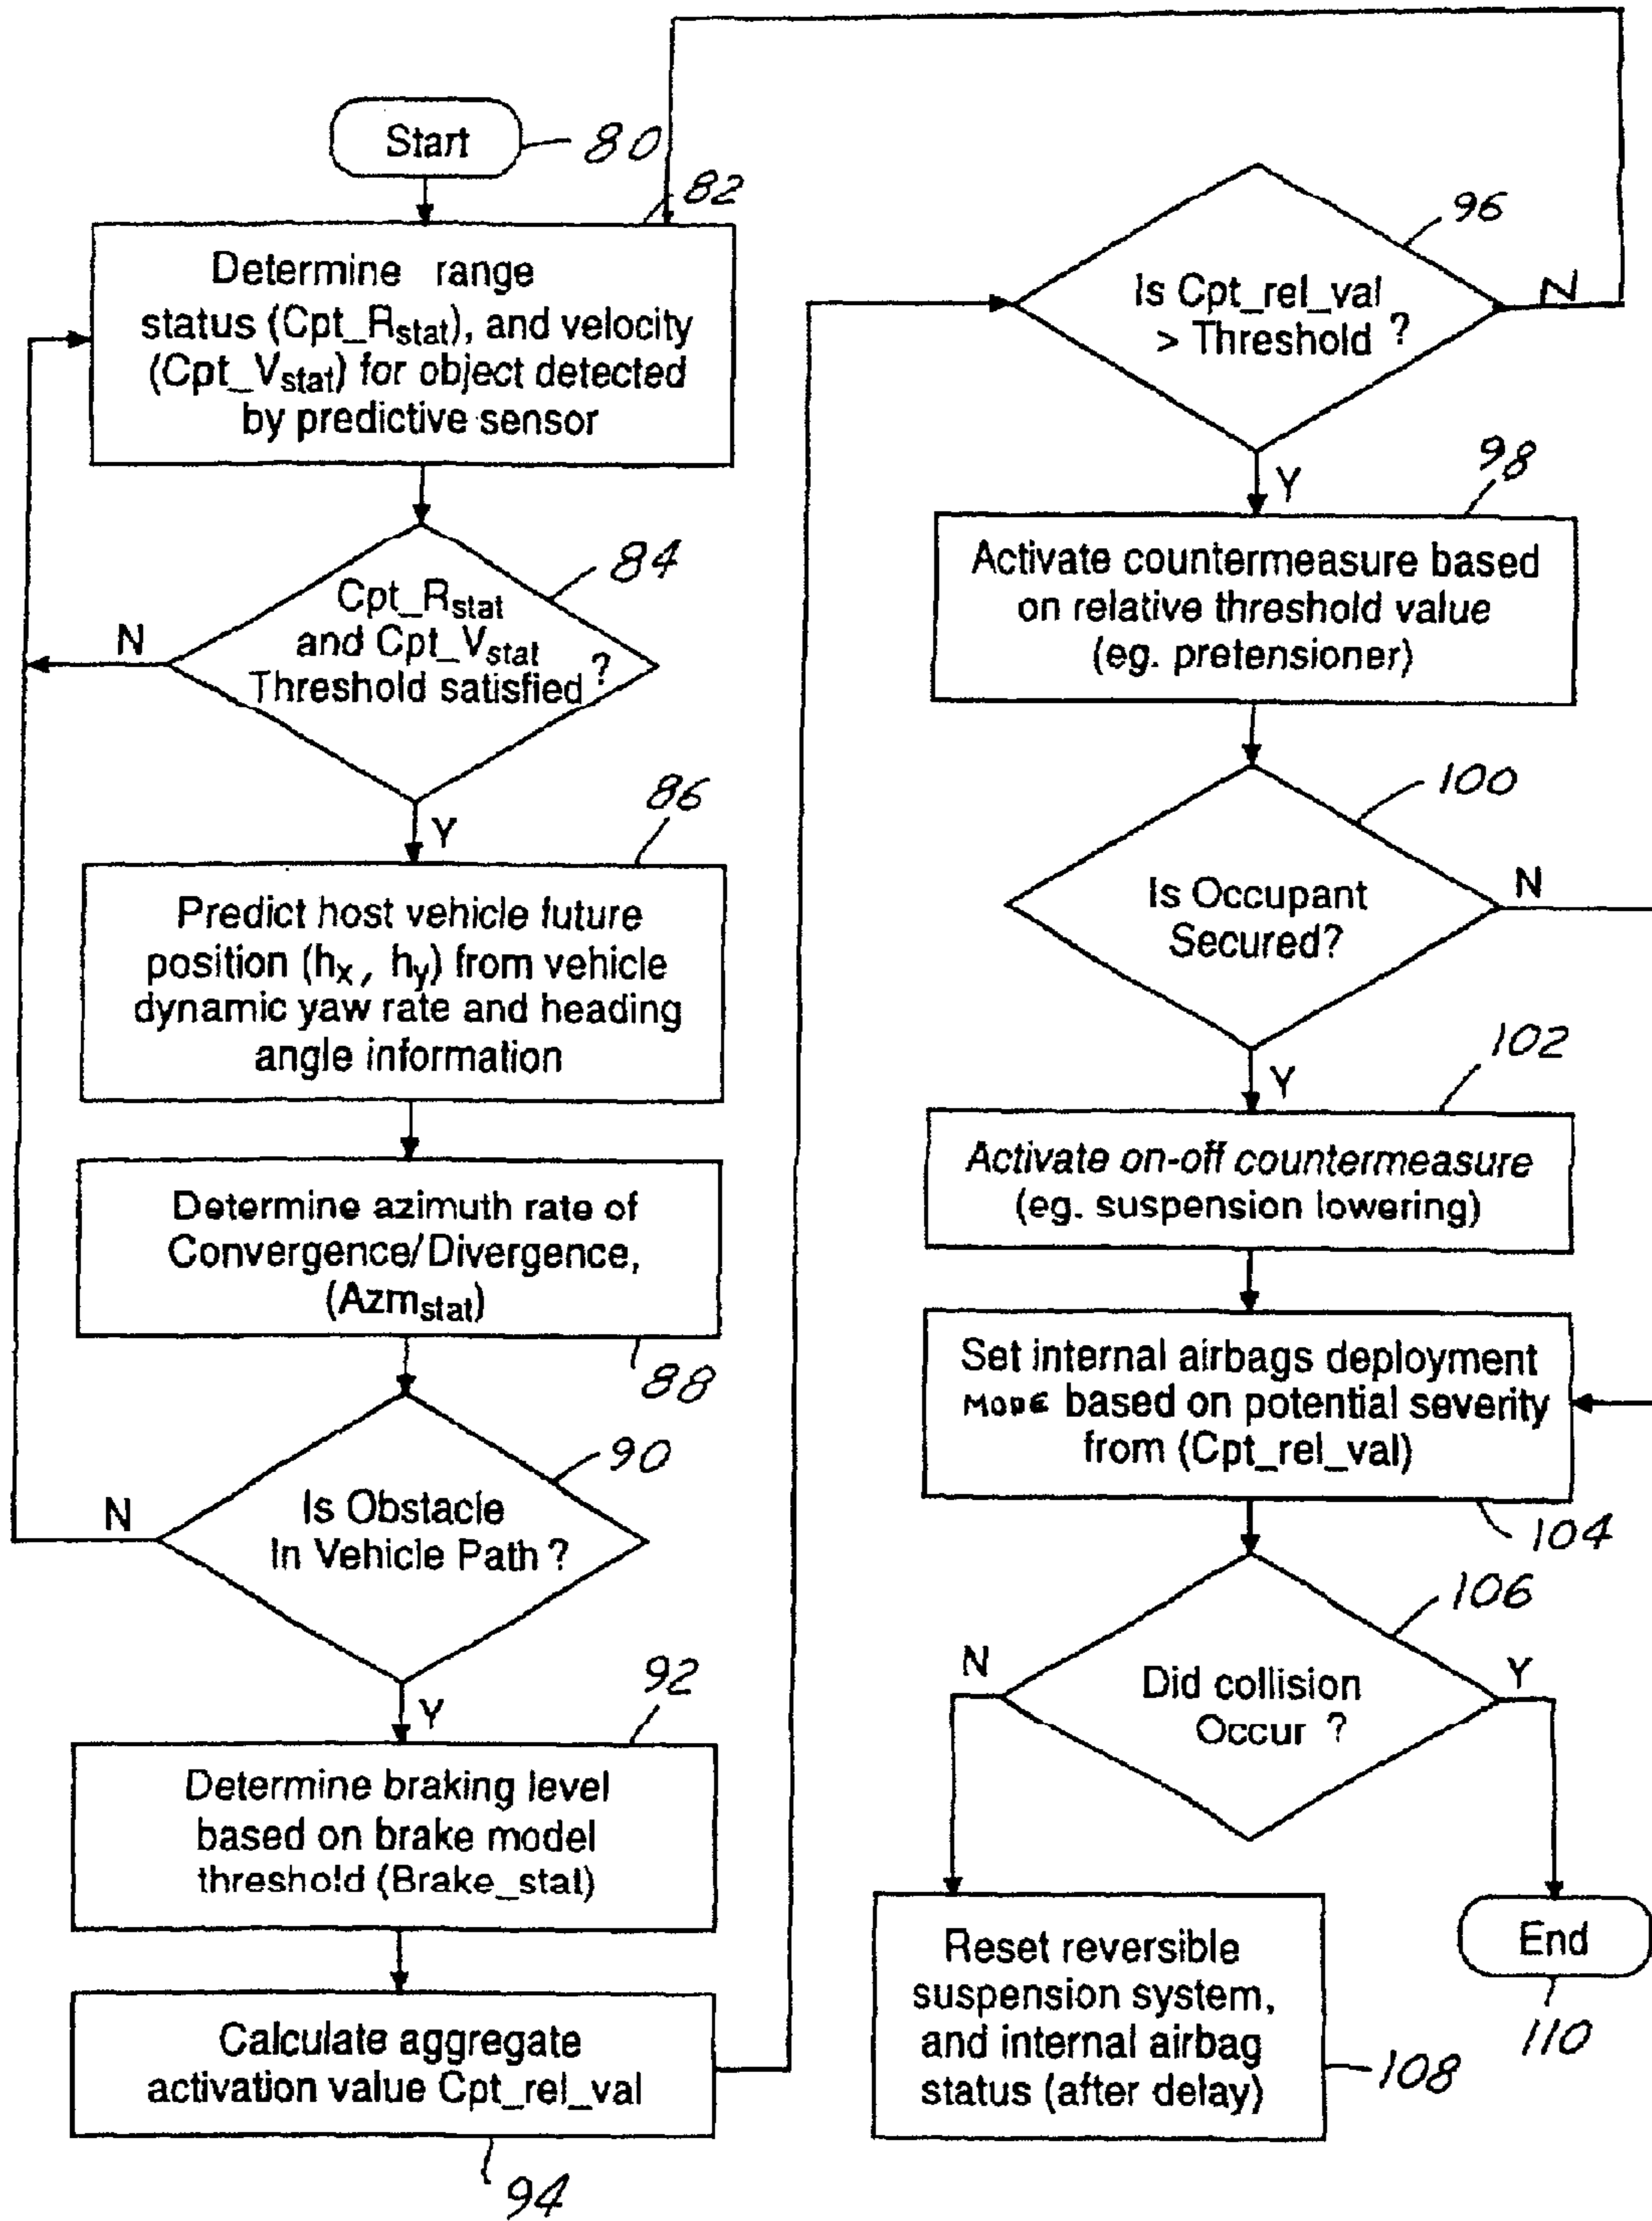 Start
80
82
Determine range
status (Cpt_Rstat), and velocity
(Cpt_Vstat) for object detected
by predictive sensor
84
Cpt_Rstat
and Cpt_Vstat
Threshold satisfied ?
N
Y
86
Predict host vehicle future
position (hx, hy) from vehicle
dynamic yaw rate and heading
angle information
Determine azimuth rate of
Convergence/Divergence,
(Azmstat)
88
90
Is Obstacle
In Vehicle Path ?
N
Y
92
Determine braking level
based on brake model
threshold (Brake_stat)
Calculate aggregate
activation value Cpt_rel_val
94
96
Is Cpt_rel_val
> Threshold ?
N
Y
98
Activate countermeasure based
on relative threshold value
(eg. pretensioner)
100
Is Occupant
Secured?
N
Y
102
Activate on-off countermeasure
(eg. suspension lowering)
Set internal airbags deployment
MODE based on potential severity
from (Cpt_rel_val)
104
106
Did collision
Occur ?
N
Y
Reset reversible
suspension system,
and internal airbag
status (after delay)
108
End
110